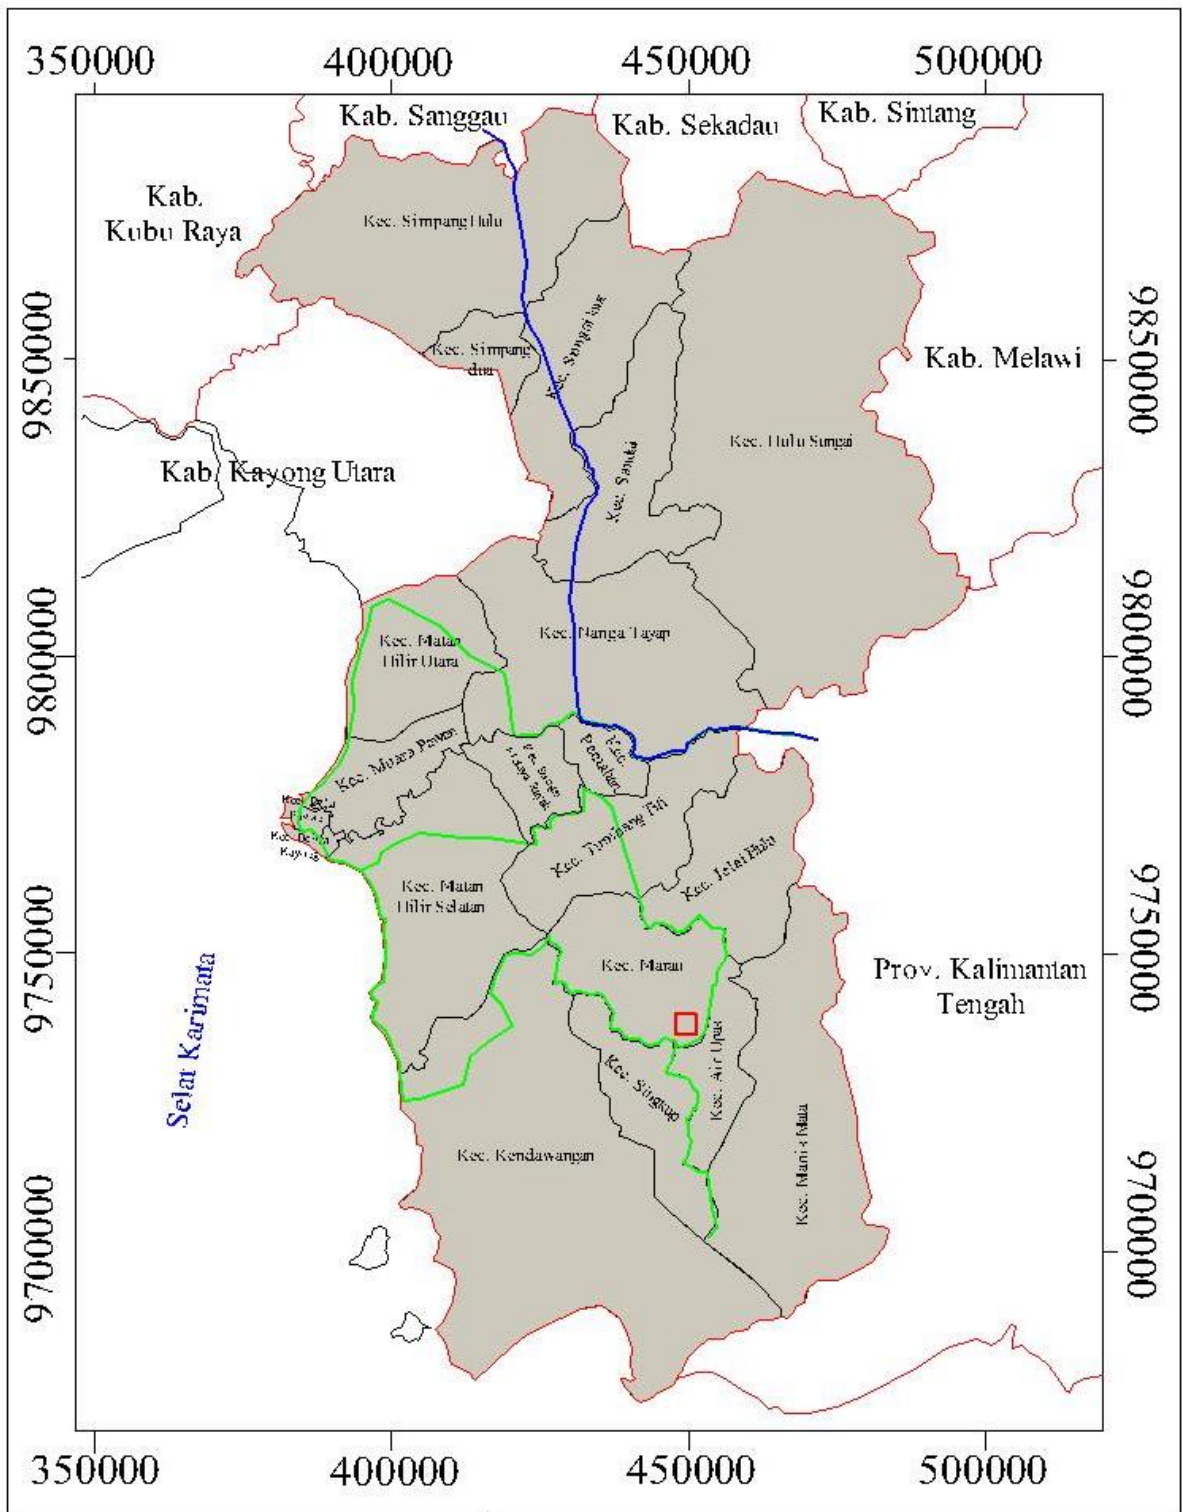 350000 400000 450000 500000
Kab. Sanggau
Kab. Sekadau
Kab. Sintang
Kab.
Kubu Raya
Kec. Simpang Hulu
9850000
9850000
Kec. Simpang
dua
Kab. Melawi
Kec. Hulu Sungai
Kec. Sandai
Kab. Kayong Utara
9800000
9800000
Kec. Matan
Hilir Utara
Kec. Nanga Tayap
Kec. Muara Pawan
Kec.
Kec.
Kayong
Kec. Jelai Hulu
Kec. Matan
Hilir Selatan
9750000
9750000
Kec. Marau
Prov. Kalimantan
Tengah
Selat Karimata
Kec. Singkup
Kec. Air Upas
Kec. Manis Mata
Kec. Kendawangan
9700000
9700000
350000 400000 450000 500000